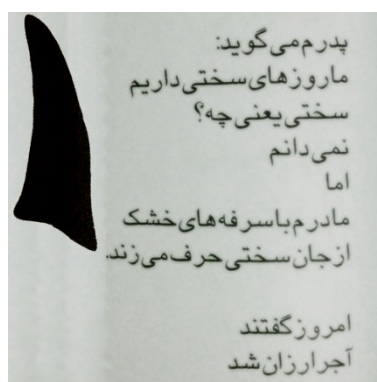 پدرم می گوید:
ما روزهای سختی داریم
سختی یعنی چه؟
نمی دانم
اما
مادرم با سرفه های خشک
از جان سختی حرف می زند.
امروز گفتند
آجر ارزان شد